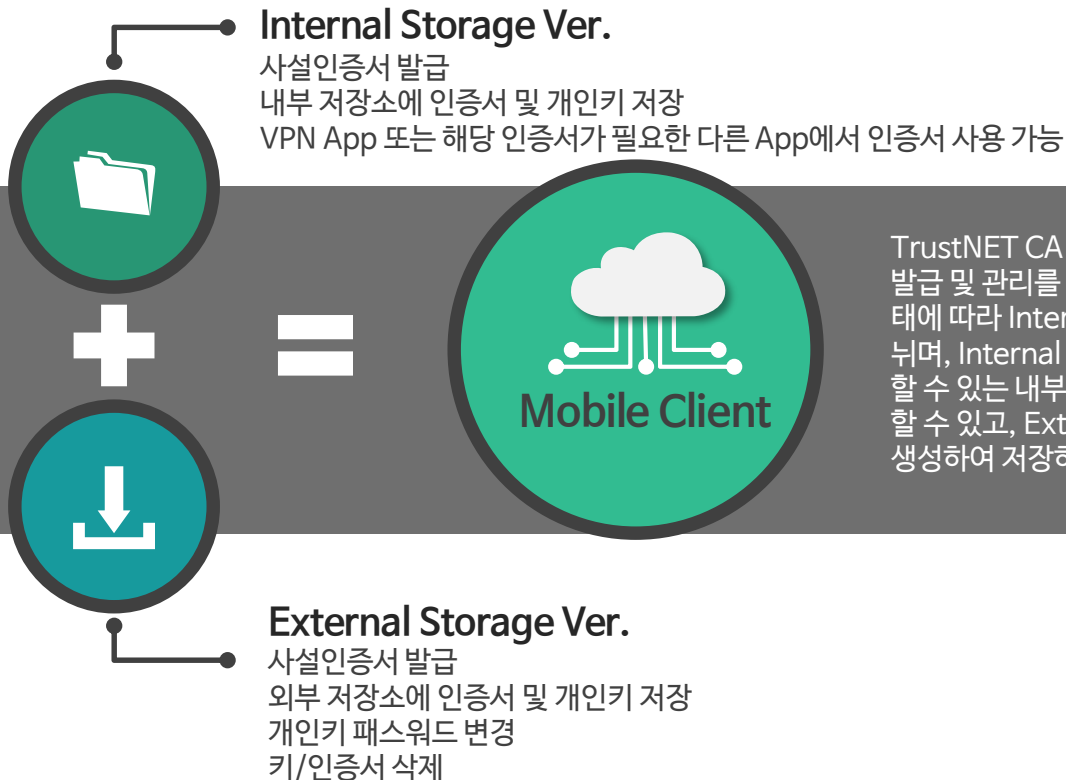 Internal Storage Ver.
사설인증서 발급
내부 저장소에 인증서 및 개인키 저장
VPN App 또는 해당 인증서가 필요한 다른 App에서 인증서 사용 가능
Mobile Client
TrustNET CA
발급 및 관리를
태에 따라 Inter
뉘며, Internal
할 수 있는 내부
할 수 있고, Ext
생성하여 저장하
External Storage Ver.
사설인증서 발급
외부 저장소에 인증서 및 개인키 저장
개인키 패스워드 변경
키/인증서 삭제